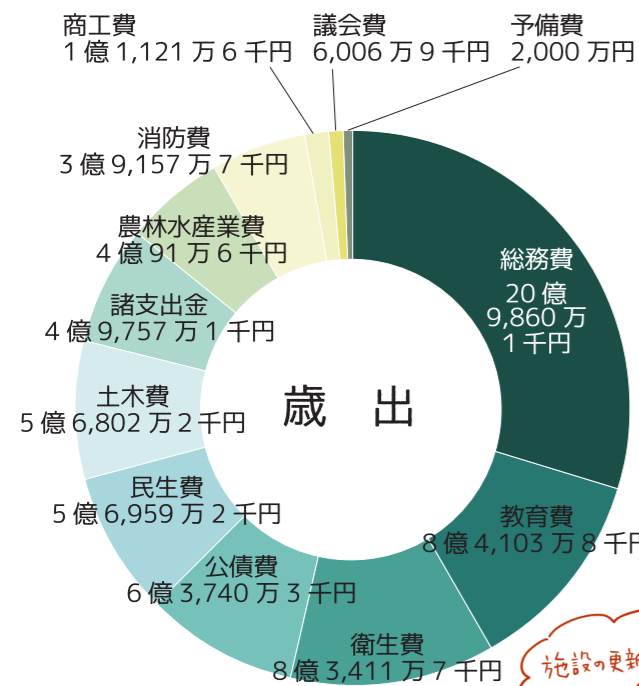 商工費
1億1,121万6千円
議会費
6,006万9千円
予備費
2,000万円
消防費
3億9,157万7千円
農林水産業費
4億91万6千円
諸支出金
4億9,757万1千円
土木費
5億6,802万2千円
民生費
5億6,959万2千円
公債費
6億3,740万3千円
衛生費
8億3,411万7千円
教育費
8億4,103万8千円
総務費
20億
9,860万
1千円
歳 出
施設の更新